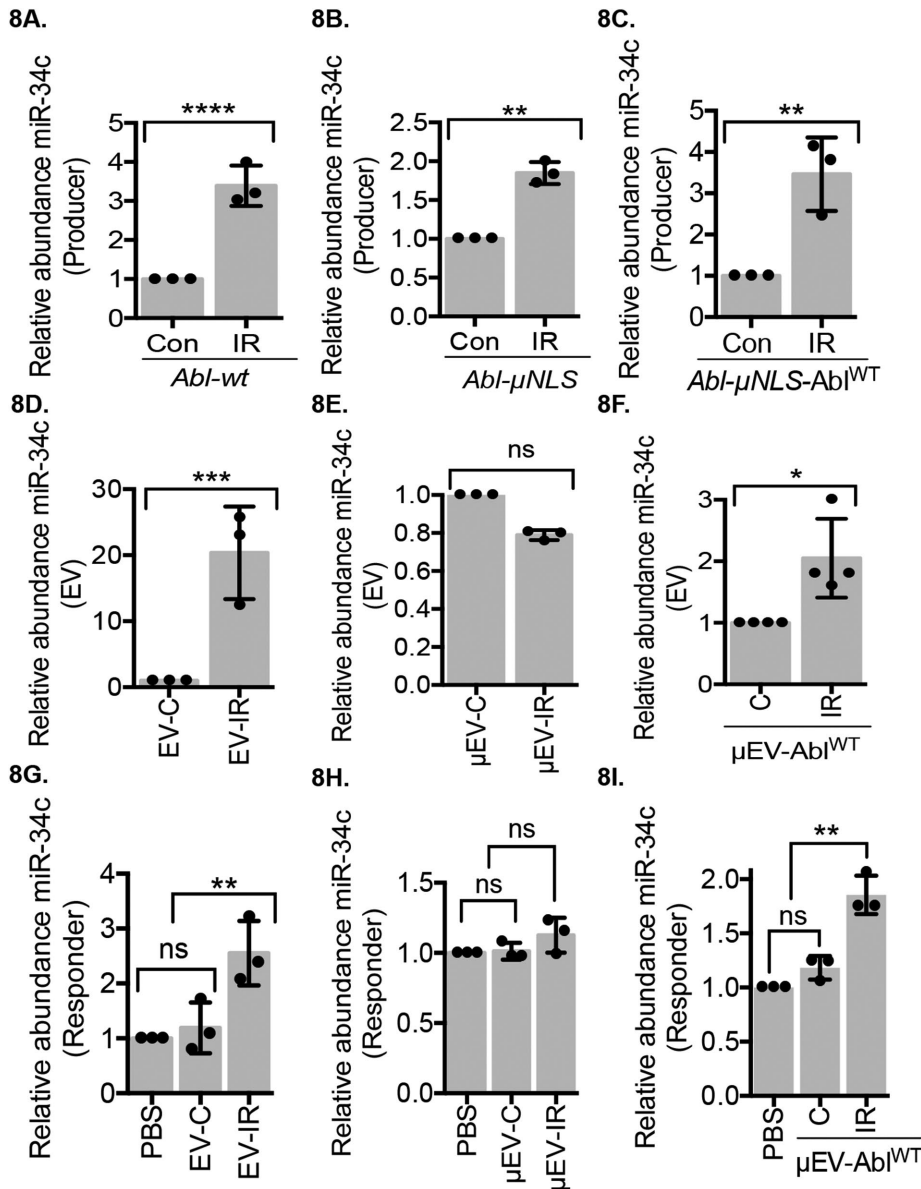 8A.
Relative abundance miR-34c
(Producer)
5
4
3
2
1
0
****
Con IR
Abl-wt
8B.
Relative abundance miR-34c
(Producer)
2.5
2.0
1.5
1.0
0.5
0.0
**
Con IR
Abl-µNLS
8C.
Relative abundance miR-34c
(Producer)
5
4
3
2
1
0
**
Con IR
Abl-µNLS-Abl^WT
8D.
Relative abundance miR-34c
(EV)
30
20
10
0
***
EV-C
EV-IR
8E.
Relative abundance miR-34c
(EV)
1.0
0.8
0.6
0.4
0.2
0.0
ns
µEV-C
µEV-IR
8F.
Relative abundance miR-34c
(EV)
3
2
1
0
*
C
IR
µEV-Abl^WT
8G.
Relative abundance miR-34c
(Responder)
4
3
2
1
0
**
ns
PBS
EV-C
EV-IR
8H.
Relative abundance miR-34c
(Responder)
1.5
1.0
0.5
0.0
ns
ns
PBS
µEV-C
µEV-IR
8I.
Relative abundance miR-34c
(Responder)
2.0
1.5
1.0
0.5
0.0
**
ns
PBS
C
IR
µEV-Abl^WT